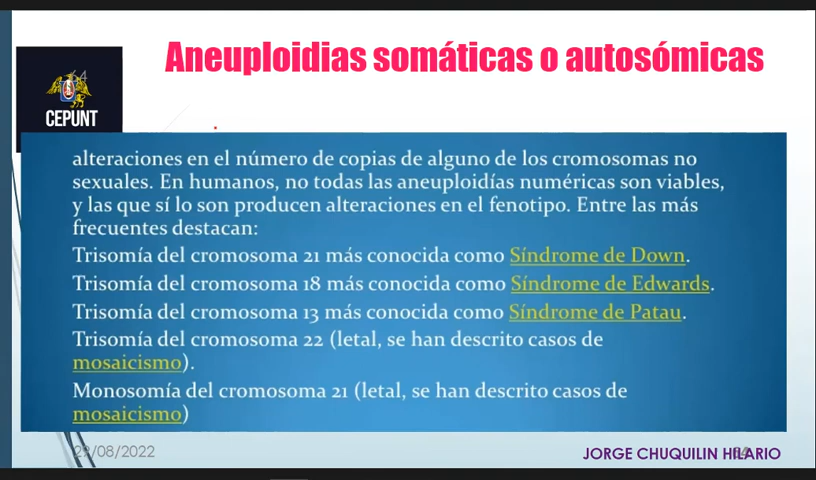 Aneuploidias somáticas o autosómicas
CEPUNT
alteraciones en el número de copias de alguno de los cromosomas no
sexuales. En humanos, no todas las aneuploidías numéricas son viables,
y las que sí lo son producen alteraciones en el fenotipo. Entre las más
frecuentes destacan:
Trisomía del cromosoma 21 más conocida como Síndrome de Down.
Trisomía del cromosoma 18 más conocida como Síndrome de Edwards.
Trisomía del cromosoma 13 más conocida como Síndrome de Patau.
Trisomía del cromosoma 22 (letal, se han descrito casos de
mosaicismo).
Monosomía del cromosoma 21 (letal, se han descrito casos de
mosaicismo)
/08/2022
JORGE CHUQUILIN HILARIO